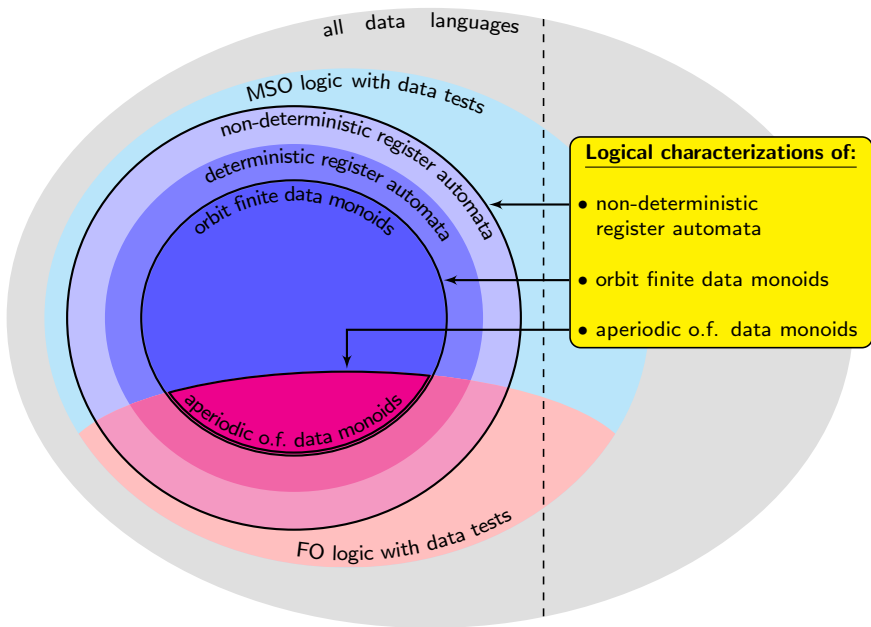 all data languages
MSO logic with data tests
non-deterministic register automata
deterministic register automata
orbit finite data monoids
Logical characterizations of:
• non-deterministic
register automata
• orbit finite data monoids
• aperiodic o.f. data monoids
aperiodic o.f. data monoids
FO logic with data tests